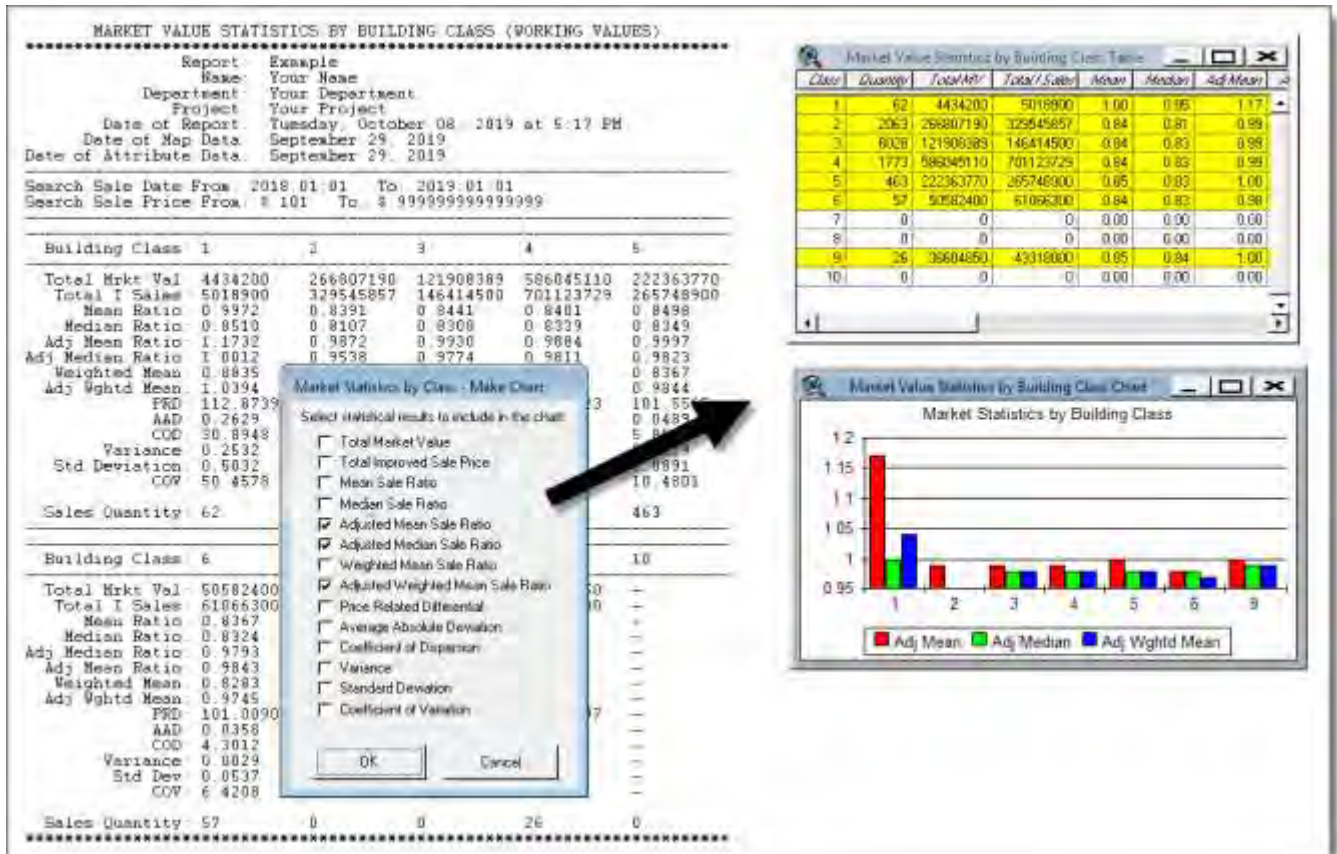 MARKET VALUE STATISTICS BY BUILDING CLASS (WORKING VALUES)
Report: Example
Name: Your Name
Department: Your Department
Project: Your Project
Date of Report: Tuesday, October 08, 2019 at 5:17 PM
Date of Map Data: September 29, 2019
Date of Attribute Data: September 29, 2019
Search Sale Date From: 2018.01.01 To: 2019.01.01
Search Sale Price From: $ 101 To: $ 999999999999999
Building Class: 1 2 3 4 5
Total Mrkt Val: 4434200 266807190 121908389 586045110 222363770
Total I Sales: 5018900 329545857 146414500 701123729 265748900
Mean Ratio: 0.9972 0.8391 0.8441 0.8401 0.8498
Median Ratio: 0.8510 0.8107 0.8308 0.8339 0.8349
Adj Mean Ratio: 1.1732 0.9872 0.9930 0.9884 0.9997
Adj Median Ratio: 1.0012 0.9538 0.9774 0.9811 0.9823
Weighted Mean: 0.8835 0.8367
Adj Wghtd Mean: 1.0394 0.9844
PRD: 112.8739
AAD: 0.2629
COD: 30.8948
Variance: 0.2532
Std Deviation: 0.5032 0.0891
COV: 50.4578 10.4801
Sales Quantity: 62 463
Building Class: 6 10
Total Mrkt Val: 50582400 -
Total I Sales: 61066300 -
Mean Ratio: 0.8367 -
Median Ratio: 0.8324 -
Adj Median Ratio: 0.9793 -
Adj Mean Ratio: 0.9843 -
Weighted Mean: 0.8283 -
Adj Wghtd Mean: 0.9745 -
PRD: 101.0090 -
AAD: 0.0358 -
COD: 4.3012 -
Variance: 0.0029 -
Std Dev: 0.0537 -
COV: 6.4208 -
Sales Quantity: 57 0 0 26 0
Market Statistics by Class - Make Chart
Select statistical results to include in the chart:
Total Market Value
Total Improved Sale Price
Mean Sale Ratio
Median Sale Ratio
Adjusted Mean Sale Ratio
Adjusted Median Sale Ratio
Weighted Mean Sale Ratio
Adjusted Weighted Mean Sale Ratio
Price Related Differential
Average Absolute Deviation
Coefficient of Dispersion
Variance
Standard Deviation
Coefficient of Variation
OK Cancel
Market Value Statistics by Building Class Table
Class Quantity Total MV Total I Sales Mean Median Adj Mean A
1 62 4434200 5018900 1.00 0.85 1.17
2 2063 266807190 329545857 0.84 0.81 0.99
3 6028 121908389 146414500 0.84 0.83 0.99
4 1773 586045110 701123729 0.84 0.83 0.99
5 463 222363770 265748900 0.85 0.83 1.00
6 57 50582400 61066300 0.84 0.83 0.98
7 0 0 0 0.00 0.00 0.00
8 0 0 0 0.00 0.00 0.00
9 26 36604850 43318000 0.85 0.84 1.00
10 0 0 0 0.00 0.00 0.00
Market Value Statistics by Building Class Chart
Market Statistics by Building Class
1.2
1.15
1.1
1.05
1
0.95
1 2 3 4 5 6 9
Adj Mean Adj Median Adj Wghtd Mean